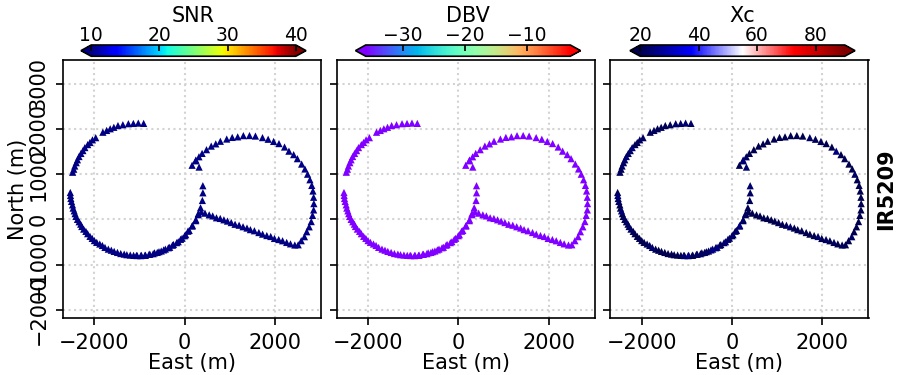 SNR DBV Xc
10 20 30 40 −30 −20 −10 20 40 60 80
North (m)
3000
2000
1000
0
−1000
−2000
IR5209
−2000 0 2000 −2000 0 2000 −2000 0 2000
East (m) East (m) East (m)